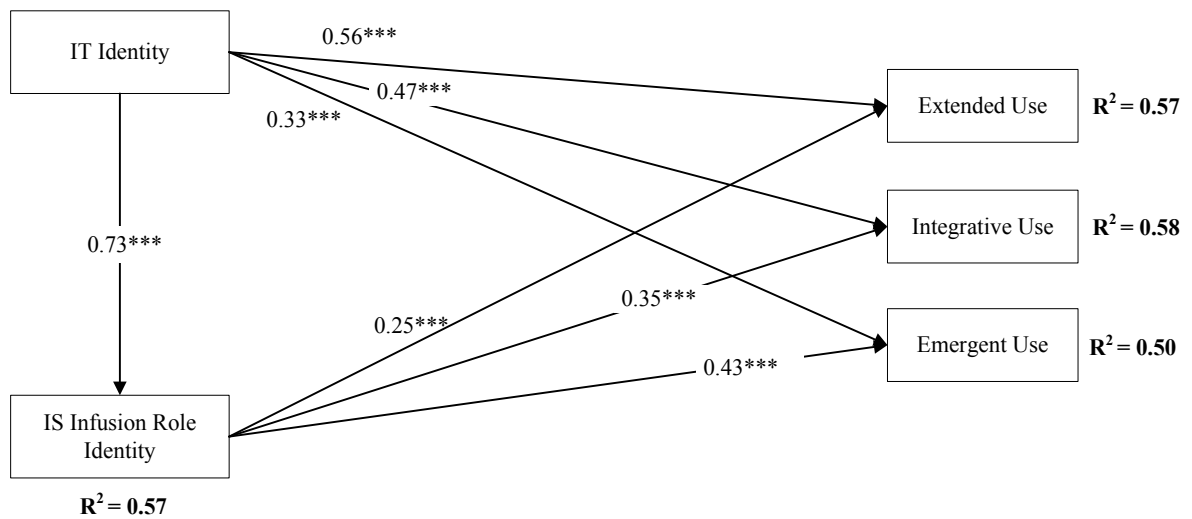 IT Identity
0.56***
0.47***
0.33***
Extended Use
R² = 0.57
Integrative Use
R² = 0.58
0.73***
0.35***
0.25***
Emergent Use
R² = 0.50
0.43***
IS Infusion Role
Identity
R² = 0.57